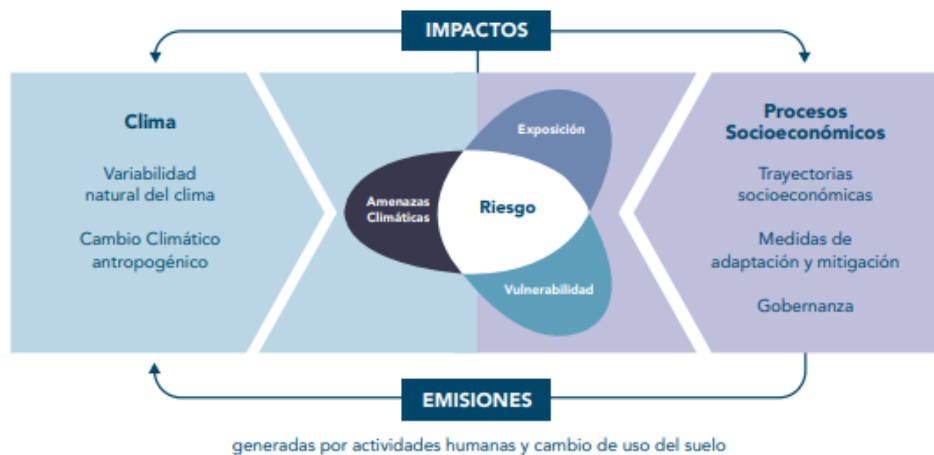 IMPACTOS
Clima
Variabilidad
natural del clima
Cambio Climático
antropogénico
Exposición
Amenazas
Climáticas
Riesgo
Vulnerabilidad
Procesos
Socioeconómicos
Trayectorias
socioeconómicas
Medidas de
adaptación y mitigación
Gobernanza
EMISIONES
generadas por actividades humanas y cambio de uso del suelo